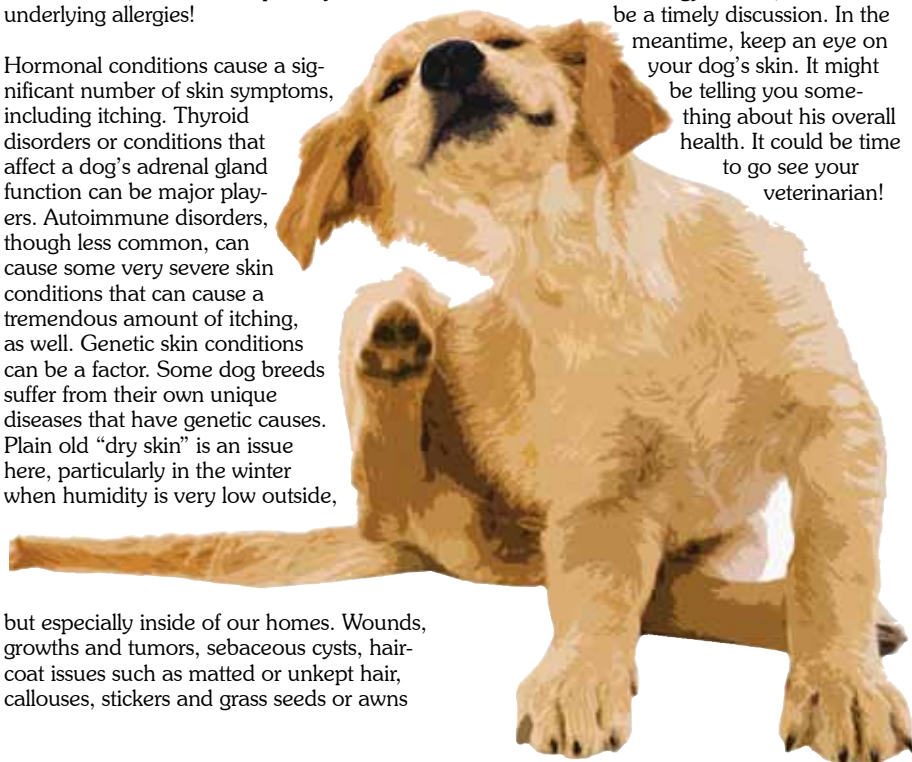 underlying allergies!
Hormonal conditions cause a sig-
nificant number of skin symptoms,
including itching. Thyroid
disorders or conditions that
affect a dog’s adrenal gland
function can be major play-
ers. Autoimmune disorders,
though less common, can
cause some very severe skin
conditions that can cause a
tremendous amount of itching,
as well. Genetic skin conditions
can be a factor. Some dog breeds
suffer from their own unique
diseases that have genetic causes.
Plain old “dry skin” is an issue
here, particularly in the winter
when humidity is very low outside,
but especially inside of our homes. Wounds,
growths and tumors, sebaceous cysts, hair-
coat issues such as matted or unkept hair,
callouses, stickers and grass seeds or awns
be a timely discussion. In the
meantime, keep an eye on
your dog’s skin. It might
be telling you some-
thing about his overall
health. It could be time
to go see your
veterinarian!